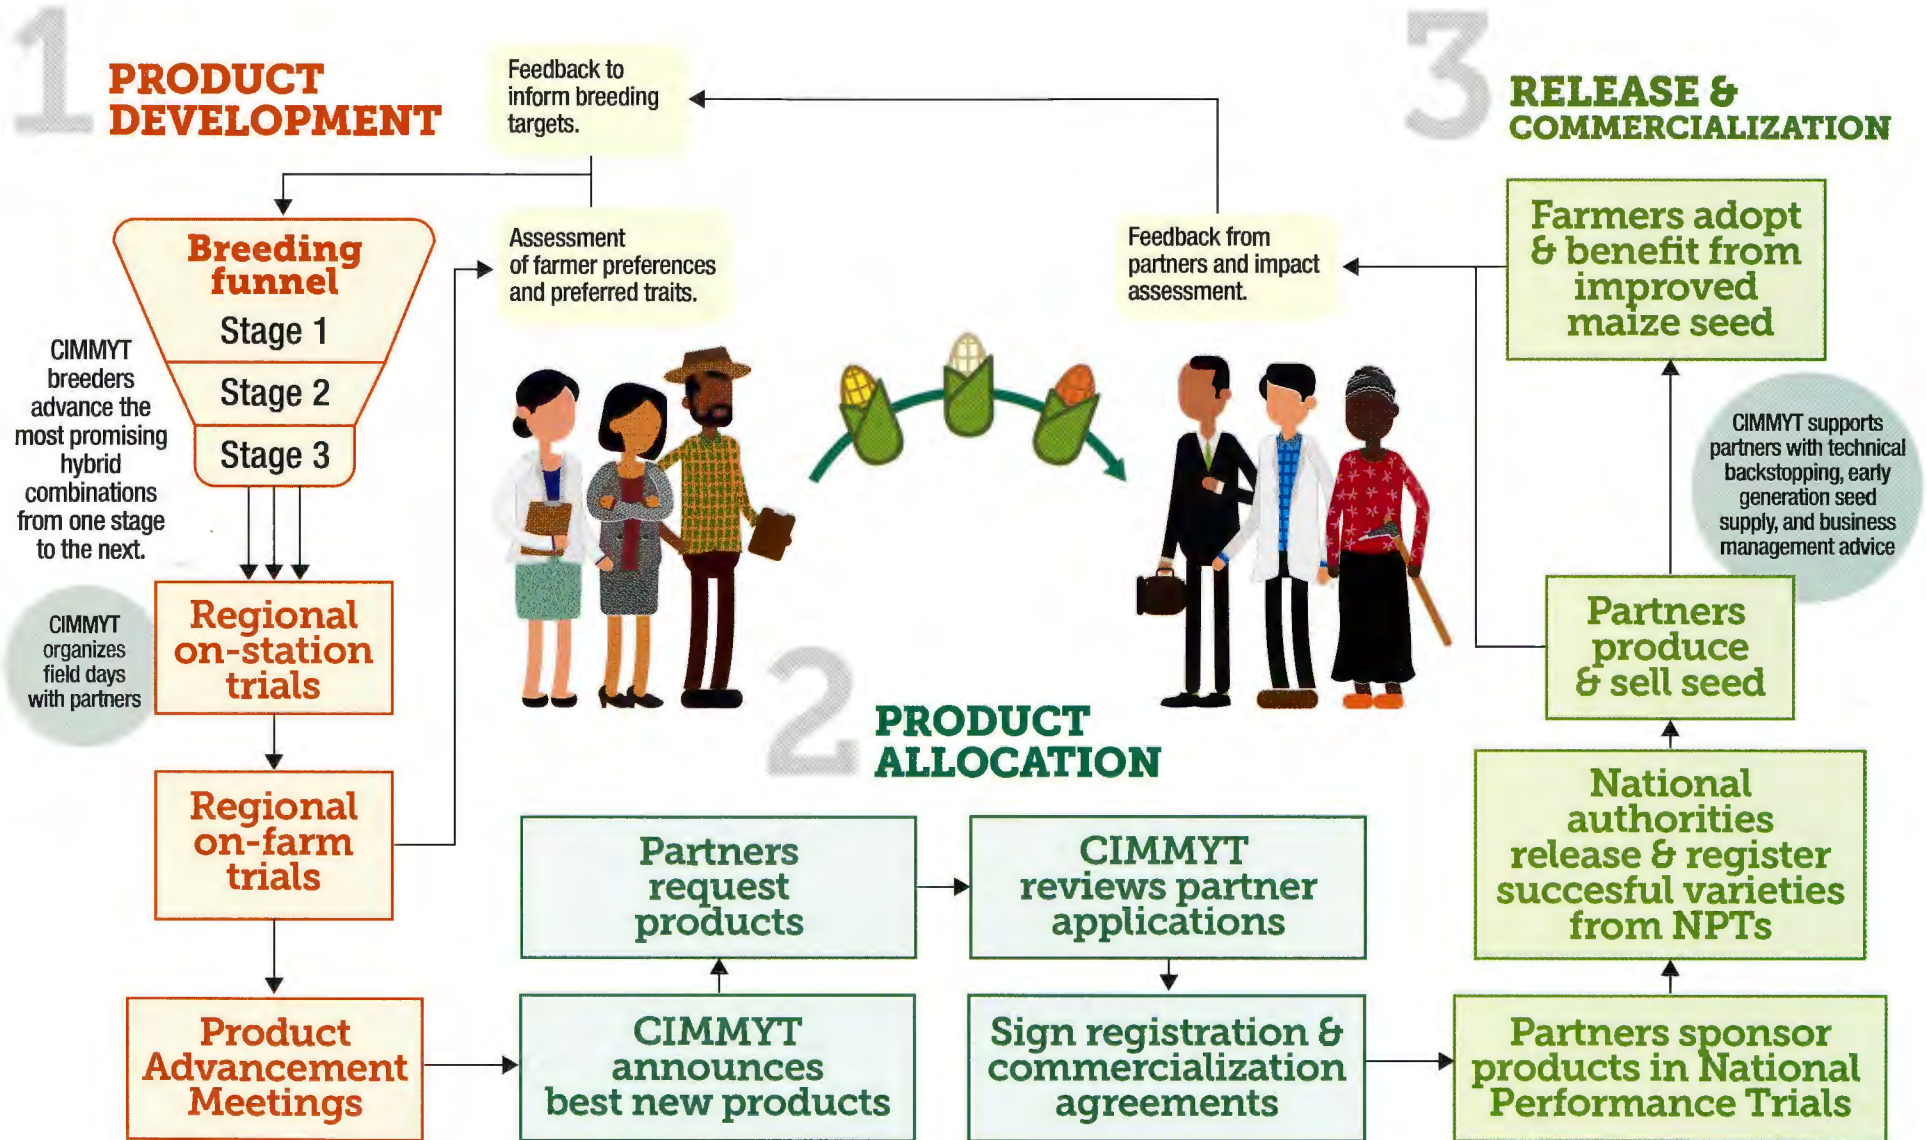 1
PRODUCT
DEVELOPMENT
Feedback to
inform breeding
targets.
Breeding
funnel
Stage 1
Stage 2
Stage 3
CIMMYT
breeders
advance the
most promising
hybrid
combinations
from one stage
to the next.
Assessment
of farmer preferences
and preferred traits.
CIMMYT
organizes
field days
with partners
Regional
on-station
trials
Regional
on-farm
trials
Product
Advancement
Meetings
2
PRODUCT
ALLOCATION
CIMMYT
announces
best new products
Partners
request
products
CIMMYT
reviews partner
applications
Sign registration &
commercialization
agreements
3
RELEASE &
COMMERCIALIZATION
Partners sponsor
products in National
Performance Trials
National
authorities
release & register
succesful varieties
from NPTs
Partners
produce
& sell seed
CIMMYT supports
partners with technical
backstopping, early
generation seed
supply, and business
management advice
Farmers adopt
& benefit from
improved
maize seed
Feedback from
partners and impact
assessment.